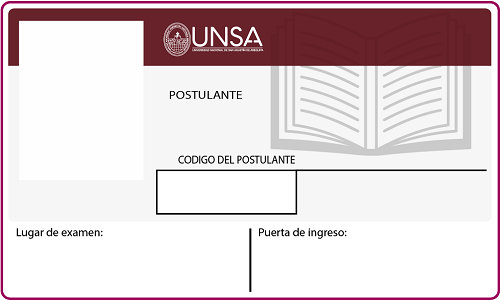 UNSA
UNIVERSIDAD NACIONAL DE SAN AGUSTÍN DE AREQUIPA
POSTULANTE
CODIGO DEL POSTULANTE
Lugar de examen:
Puerta de ingreso: